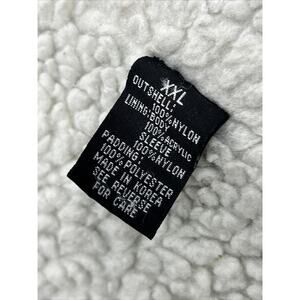 XXL
OUTSHELL:
100%NYLON
LINING:BODY:
100%ACRYLIC
SLEEVE
100%NYLON
PADDING:
100%POLYESTER
MADE IN KOREA
SEE REVERSE
FOR CARE